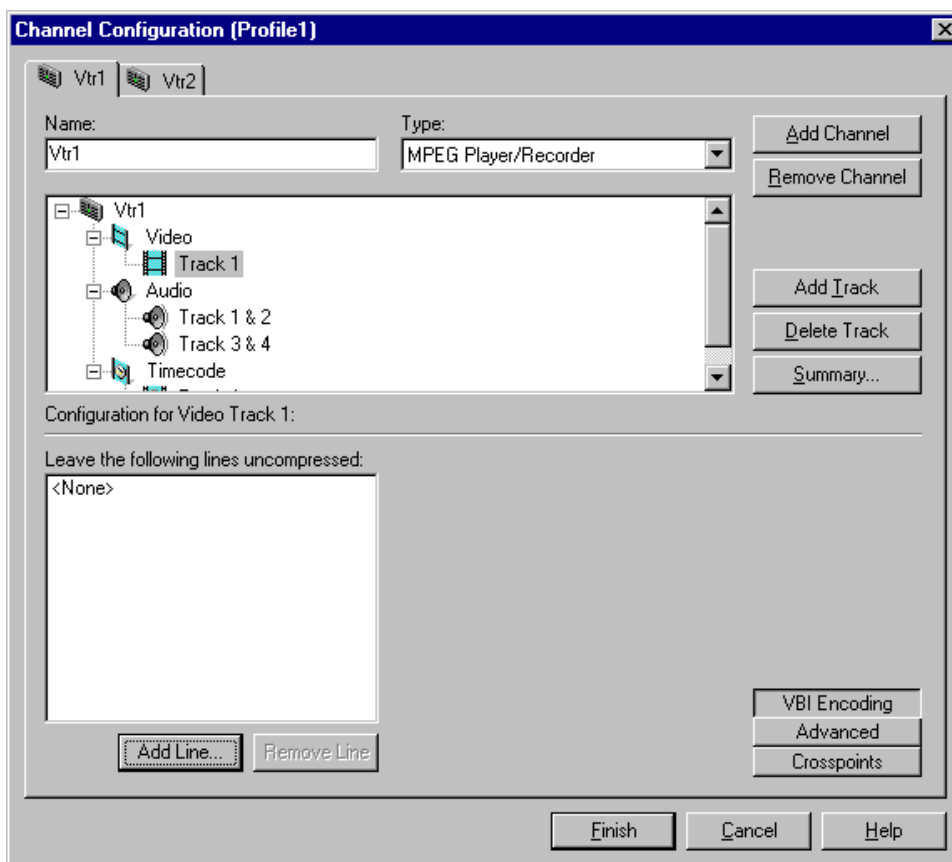 Channel Configuration (Profile1)
Vtr1 Vtr2
Name: Type:
Vtr1 MPEG Player/Recorder
Add Channel
Remove Channel
Vtr1
Video
Track 1
Audio
Track 1 & 2
Track 3 & 4
Timecode
Add Track
Delete Track
Summary...
Configuration for Video Track 1:
Leave the following lines uncompressed:
<None>
VBI Encoding
Advanced
Crosspoints
Add Line... Remove Line
Finish Cancel Help